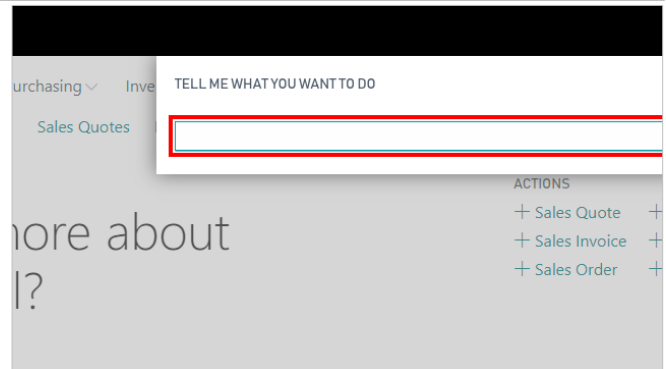 urchasing Inve
TELL ME WHAT YOU WANT TO DO
Sales Quotes
ACTIONS
+ Sales Quote +
+ Sales Invoice +
+ Sales Order +
nore about
l?